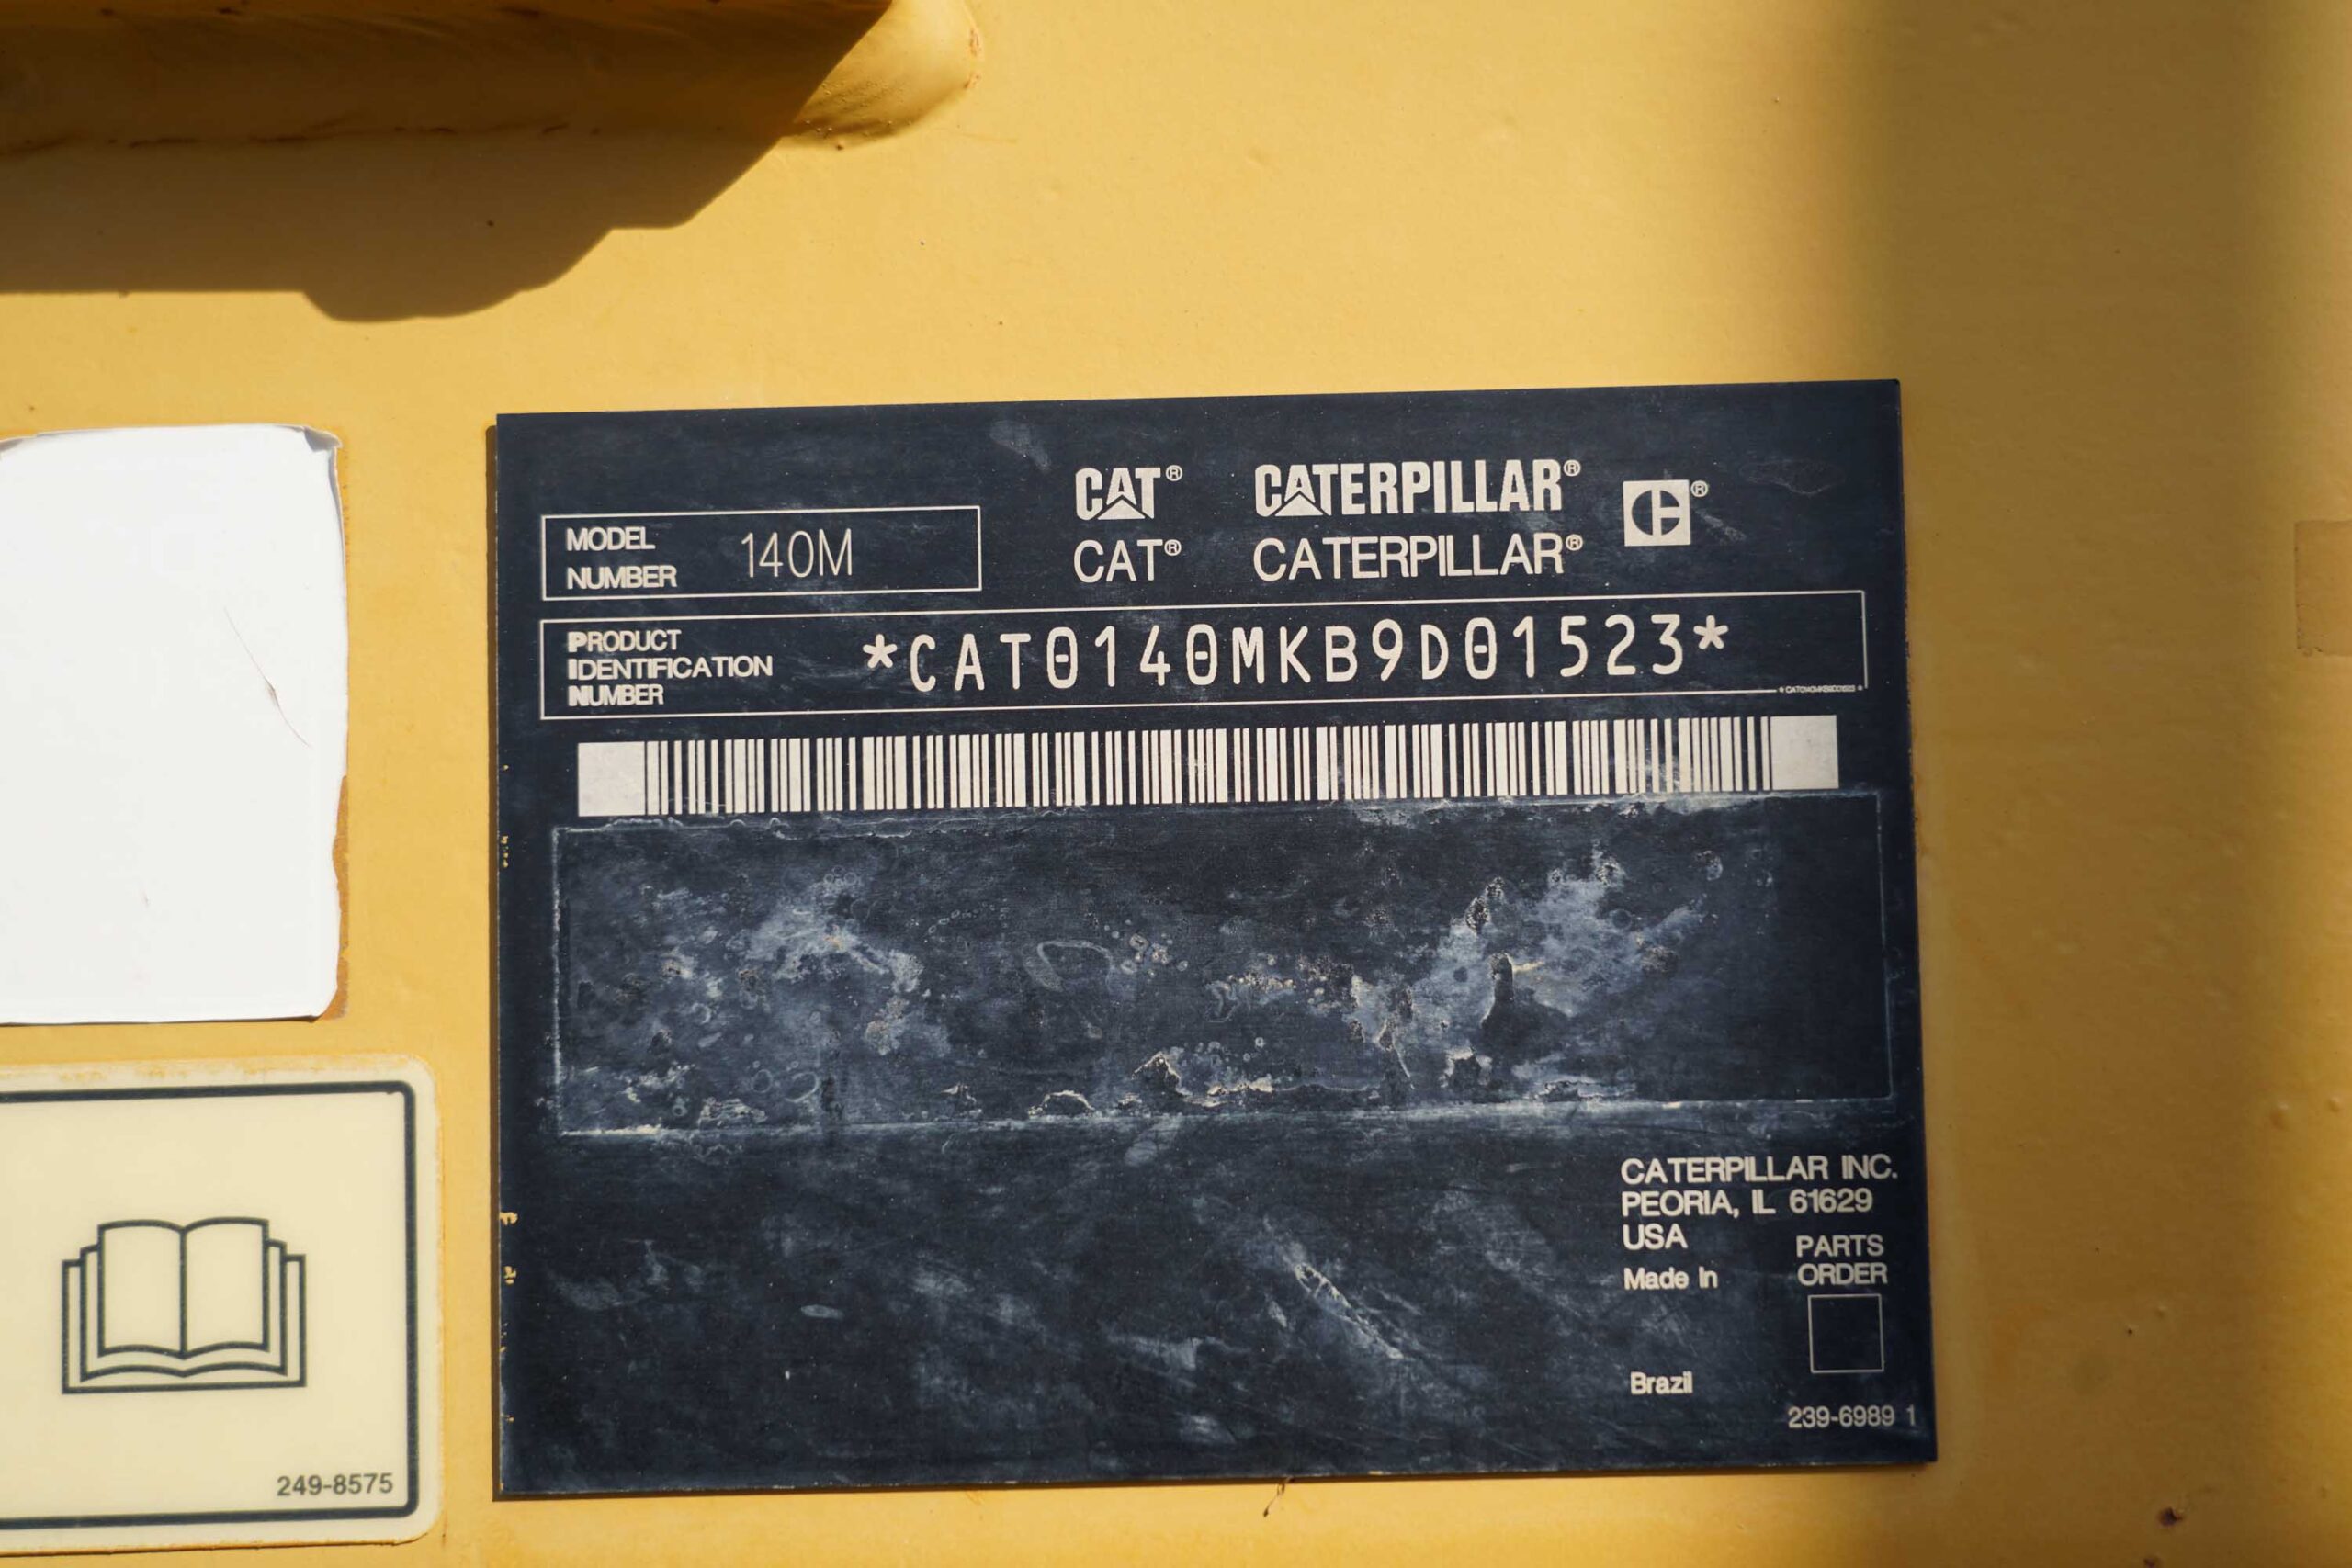 CAT® CATERPILLAR® ®
CAT® CATERPILLAR®
MODEL
NUMBER
140M
PRODUCT
IDENTIFICATION
NUMBER
*CAT0140MKB9D01523*
CATERPILLAR INC.
PEORIA, IL 61629
USA
PARTS
ORDER
Made In
Brazil
239-6989 1
249-8575